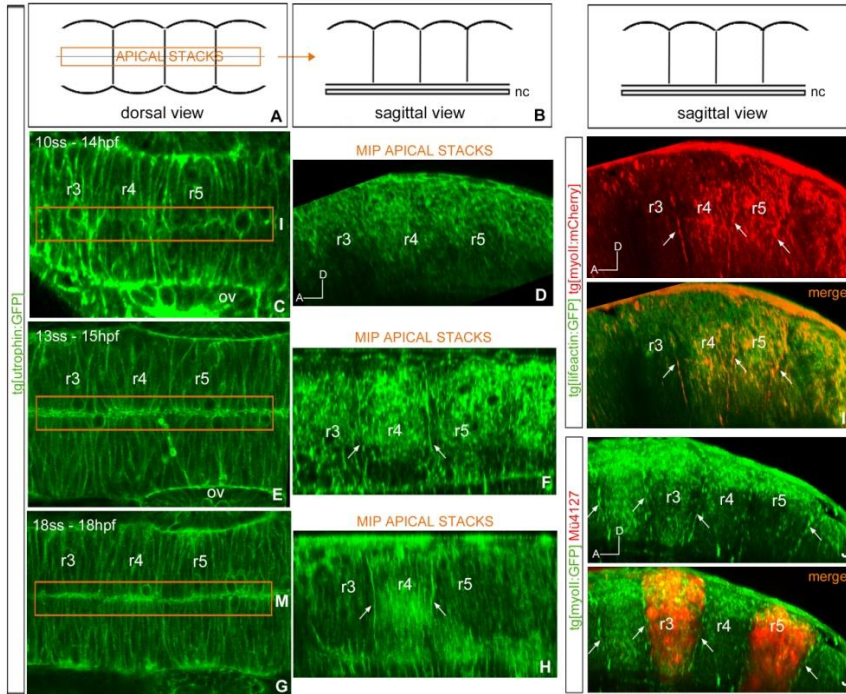 APICAL STACKS
dorsal view
A
nc
sagittal view
B
nc
sagittal view
tg[utrophin:GFP]
10ss - 14hpf
r3 r4 r5
I
ov
C
MIP APICAL STACKS
r3 r4 r5
A D
D
13ss - 15hpf
r3 r4 r5
ov
E
MIP APICAL STACKS
r3 r4 r5
F
18ss - 18hpf
r3 r4 r5
M
G
MIP APICAL STACKS
r3 r4 r5
H
tg[lifeactin:GFP] tg[myoII:mCherry]
r3 r4 r5
A D
merge
r3 r4 r5
tg[myoII:GFP] Mü4127
r3 r4 r5
A D
merge
r3 r4 r5